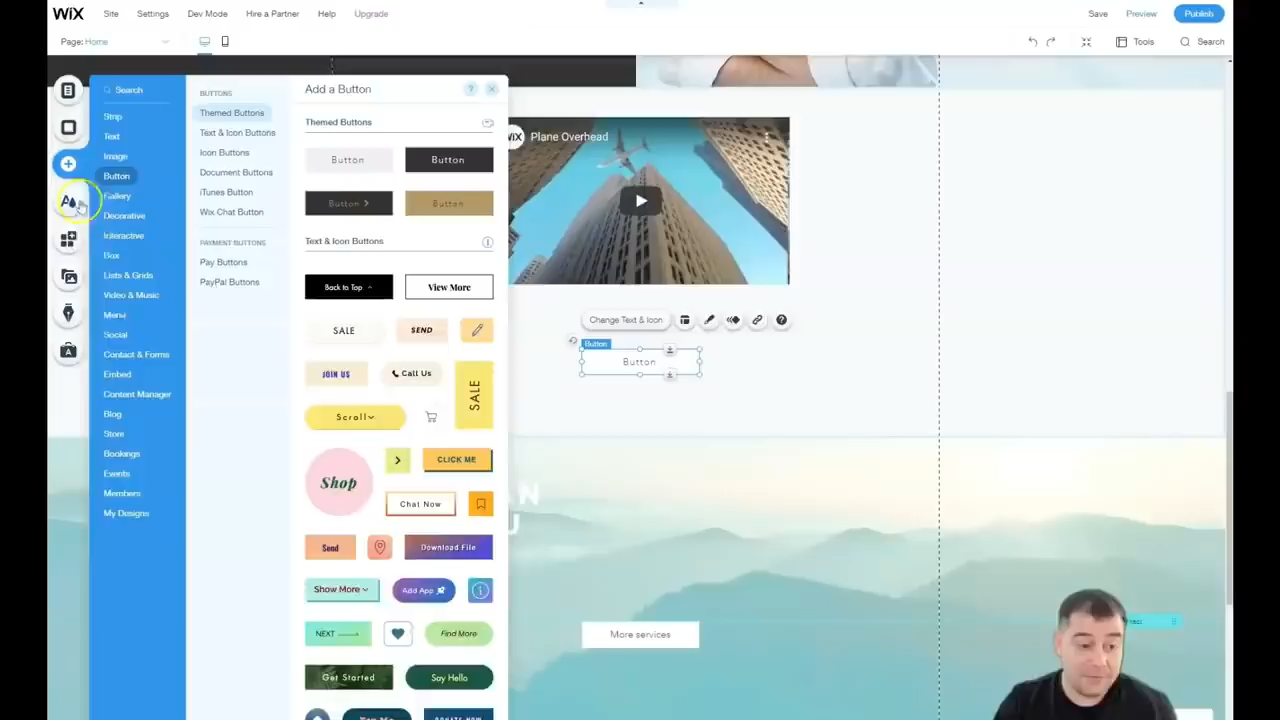 WiX Site Settings Dev Mode Hire a Partner Help Upgrade Save Preview Publish
Page: Home Tools Search
Search
Strip
Text
Image
Button
Gallery
Decorative
Interactive
Box
Lists & Grids
Video & Music
Menu
Social
Contact & Forms
Embed
Content Manager
Blog
Store
Bookings
Events
Members
My Designs
BUTTONS
Themed Buttons
Text & Icon Buttons
Icon Buttons
Document Buttons
iTunes Button
Wix Chat Button
PAYMENT BUTTONS
Pay Buttons
PayPal Buttons
Add a Button
Themed Buttons
Button Button
Button Button
Text & Icon Buttons
Back to Top View More
SALE SEND
JOIN US Call Us SALE
Scroll
Shop CLICK ME
Chat Now
Send Download File
Show More Add App
NEXT Find More
Get Started Say Hello
DONATE NOW
WiX Plane Overhead
Change Text & Icon
Button
Button
More services